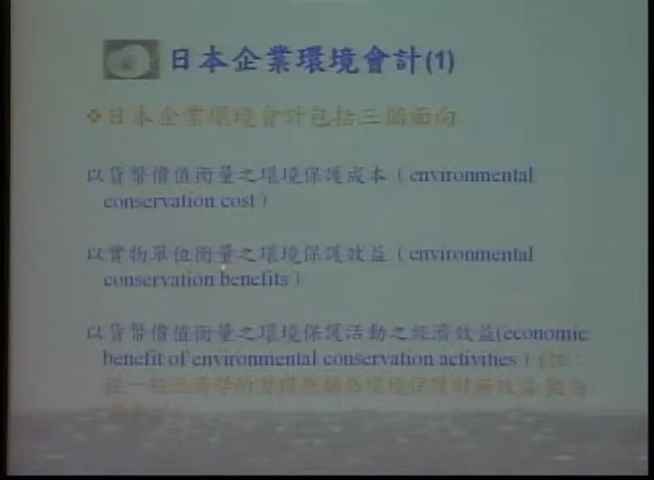 日本企業環境會計(1)
❖日本企業環境會計包括三個面向
以貨幣價值衡量之環境保護成本（environmental
conservation cost）
以實物單位衡量之環境保護效益（environmental
conservation benefits）
以貨幣價值衡量之環境保護活動之經濟效益(economic
benefit of environmental conservation activities）